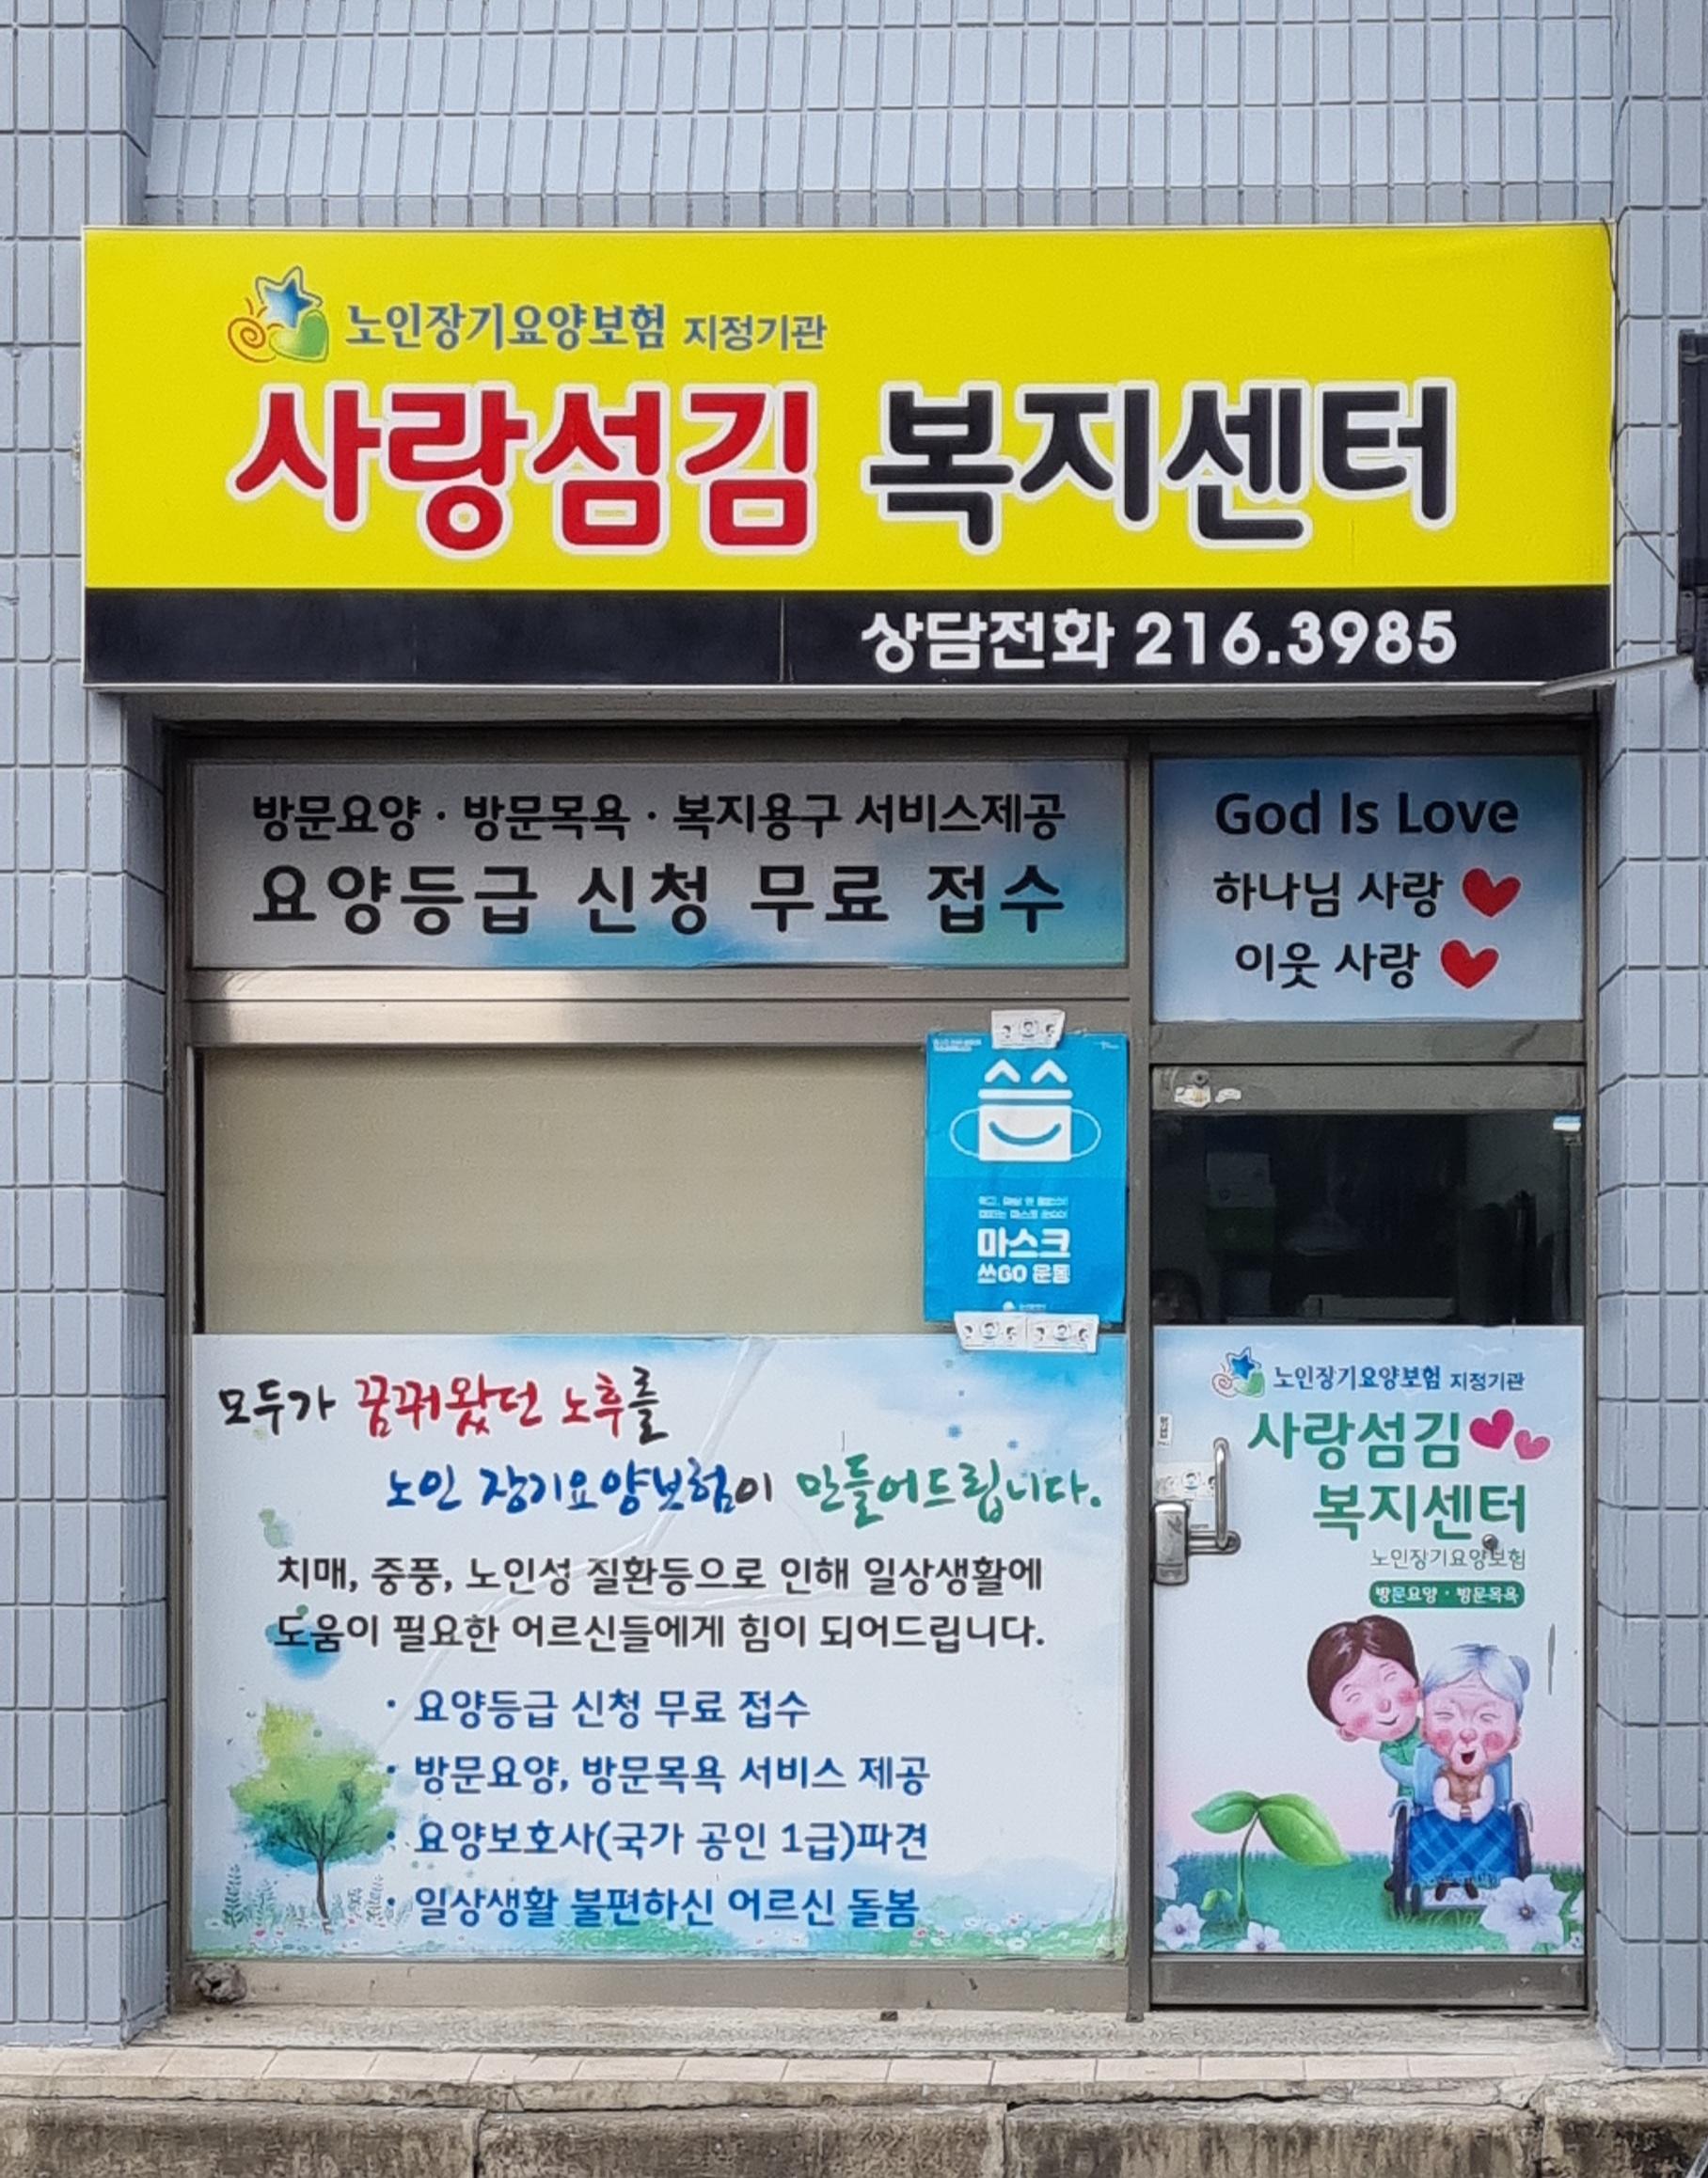 노인장기요양보험 지정기관
사랑섬김 복지센터
상담전화 216.3985
방문요양 · 방문목욕 · 복지용구 서비스제공
요양등급 신청 무료 접수
God Is Love
하나님 사랑
이웃 사랑
마스크
쓰GO 운동
모두가 꿈꿔왔던 노후를
노인 장기요양보험이 만들어드립니다.
치매, 중풍, 노인성 질환등으로 인해 일상생활에
도움이 필요한 어르신들에게 힘이 되어드립니다.
· 요양등급 신청 무료 접수
· 방문요양, 방문목욕 서비스 제공
· 요양보호사(국가 공인 1급)파견
· 일상생활 불편하신 어르신 돌봄
노인장기요양보험 지정기관
사랑섬김
복지센터
노인장기요양보험
방문요양 · 방문목욕